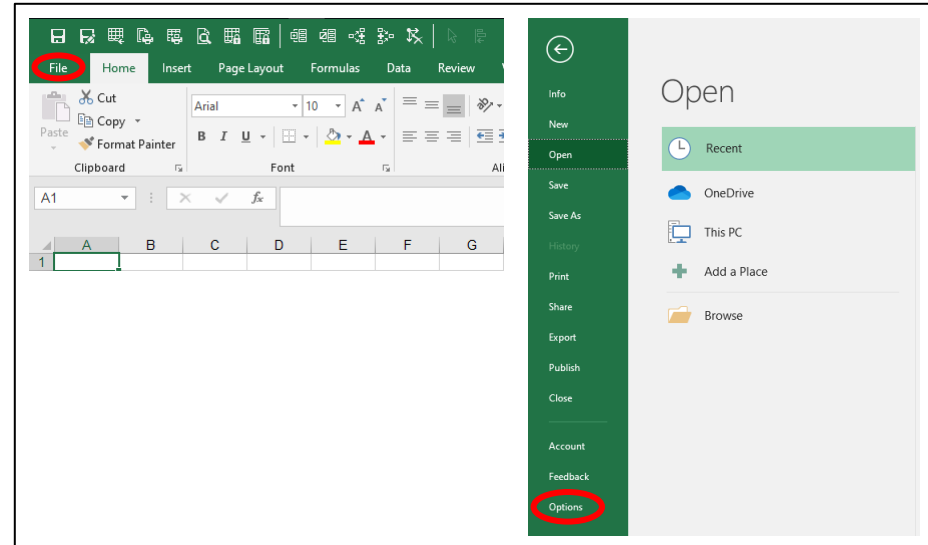 File Home Insert Page Layout Formulas Data Review
Cut
Copy
Paste
Format Painter
Clipboard
Arial 10 A A
B I U A
Font
Ali
A1 fx
A B C D E F G
1
Info
New
Open
Save
Save As
History
Print
Share
Export
Publish
Close
Account
Feedback
Options
Open
Recent
OneDrive
This PC
Add a Place
Browse